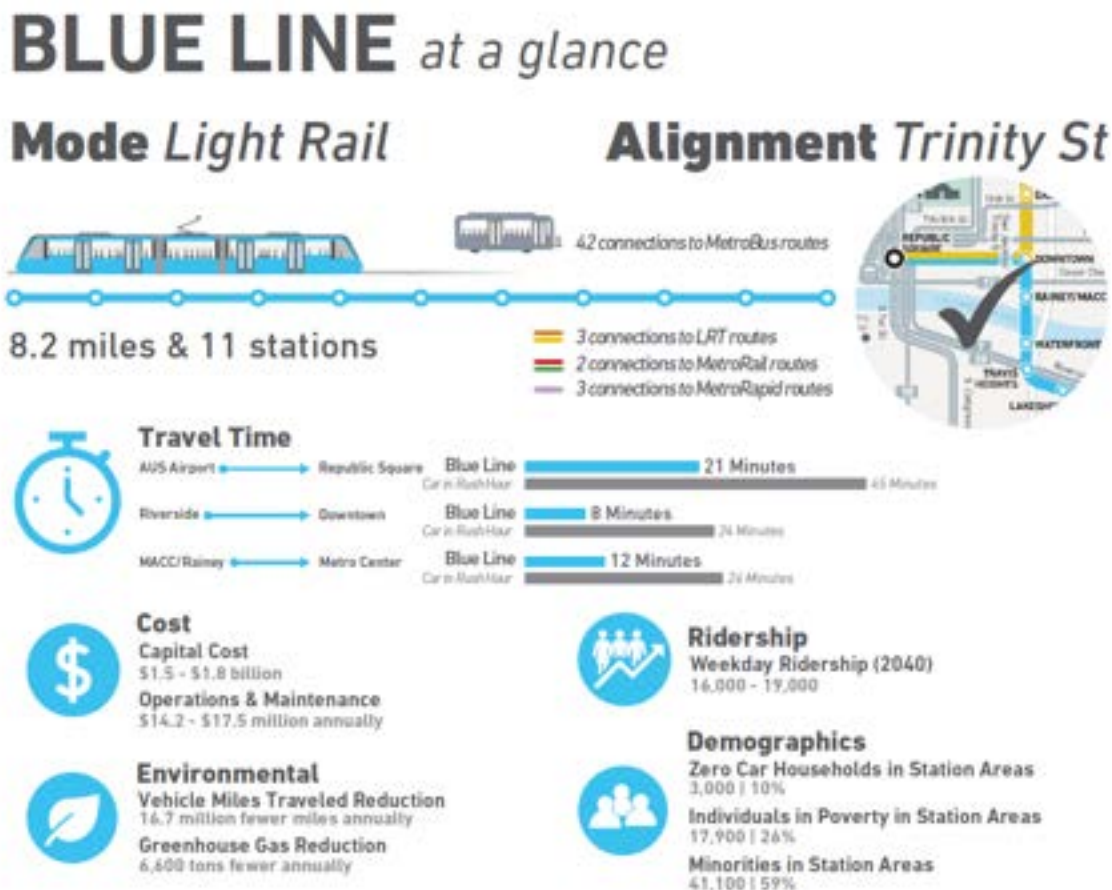 BLUE LINE at a glance
Mode Light Rail
Alignment Trinity St
42 connections to MetroBus routes
8.2 miles & 11 stations
3 connections to LRT routes
2 connections to MetroRail routes
3 connections to MetroRapid routes
REPUBLIC
SQUARE
DOWNTOWN
RAINEY/MACC
WATERFRONT
TRAVIS
HEIGHTS
Travel Time
AUS Airport Republic Square Blue Line 21 Minutes
Car in Rush Hour 45 Minutes
Riverside Downtown Blue Line 8 Minutes
Car in Rush Hour 24 Minutes
MACC/Rainey Metro Center Blue Line 12 Minutes
Car in Rush Hour 26 Minutes
Cost
Capital Cost
$1.5 - $1.8 billion
Operations & Maintenance
$14.2 - $17.5 million annually
Environmental
Vehicle Miles Traveled Reduction
16.7 million fewer miles annually
Greenhouse Gas Reduction
6,600 tons fewer annually
Ridership
Weekday Ridership (2040)
16,000 - 19,000
Demographics
Zero Car Households in Station Areas
3,000 | 10%
Individuals in Poverty in Station Areas
17,900 | 26%
Minorities in Station Areas
41,100 | 59%